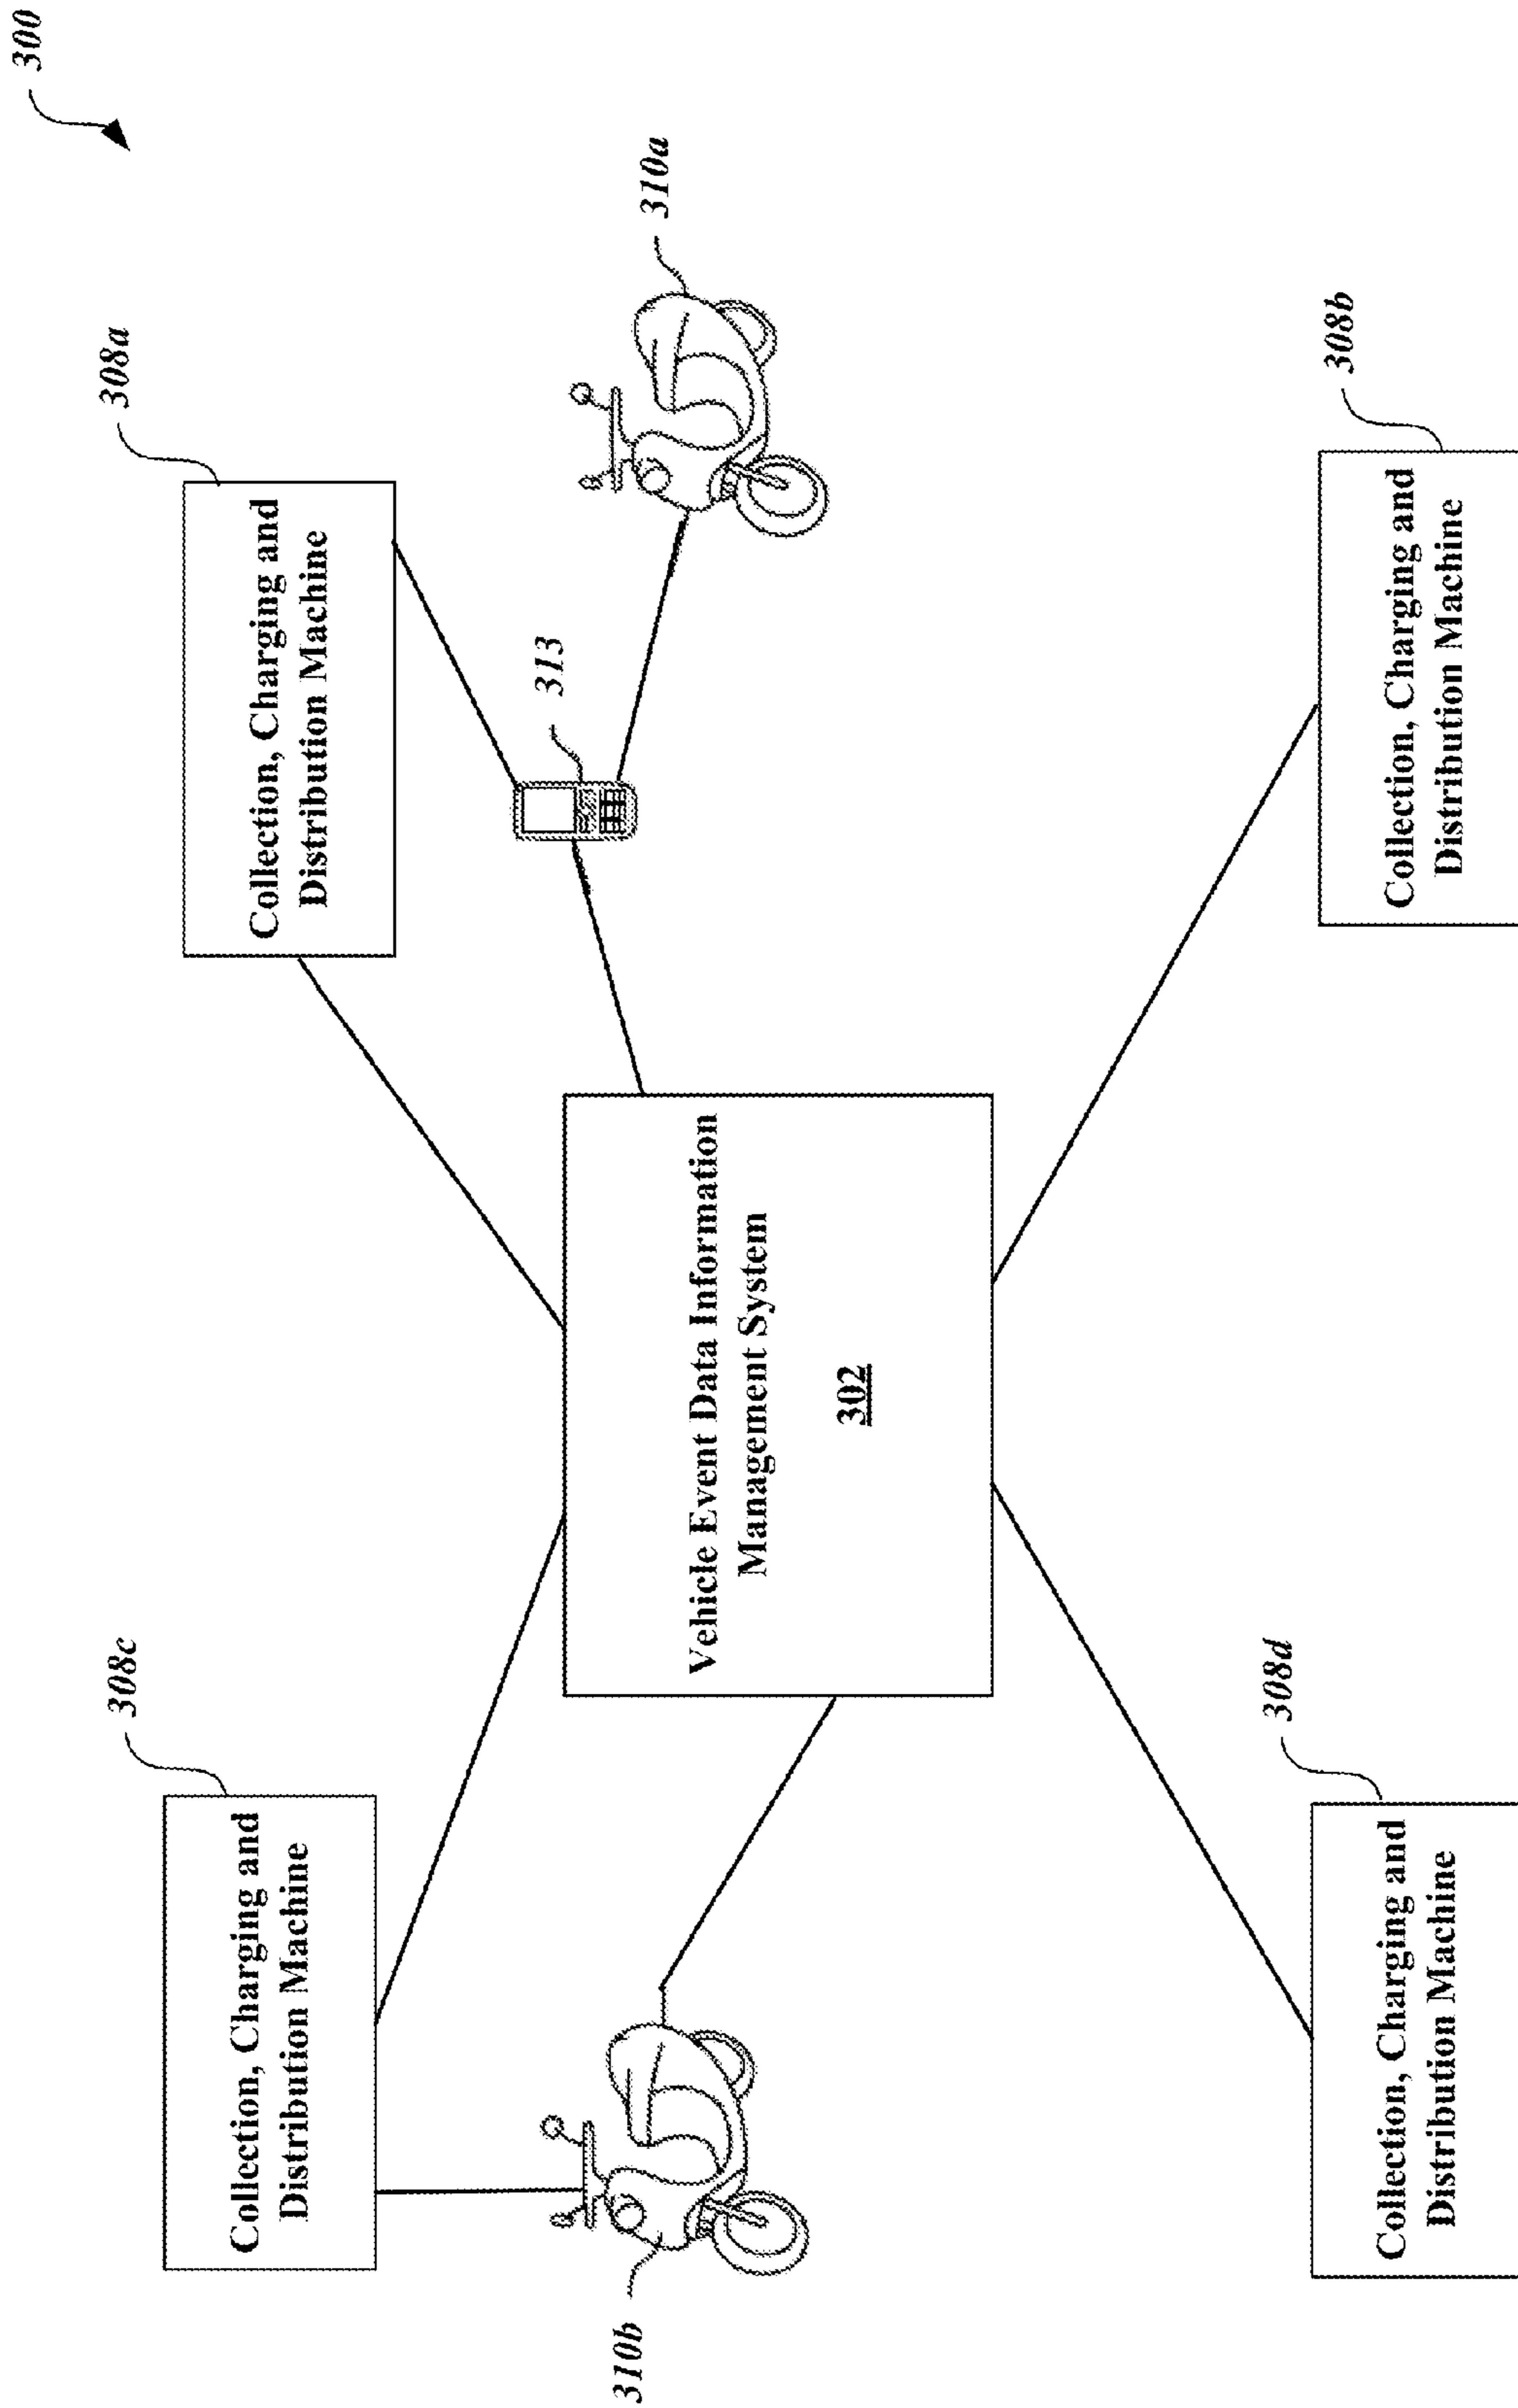 300
308c
Collection, Charging and
Distribution Machine
308a
Collection, Charging and
Distribution Machine
313
310a
310b
Vehicle Event Data Information
Management System
302
308d
Collection, Charging and
Distribution Machine
308b
Collection, Charging and
Distribution Machine